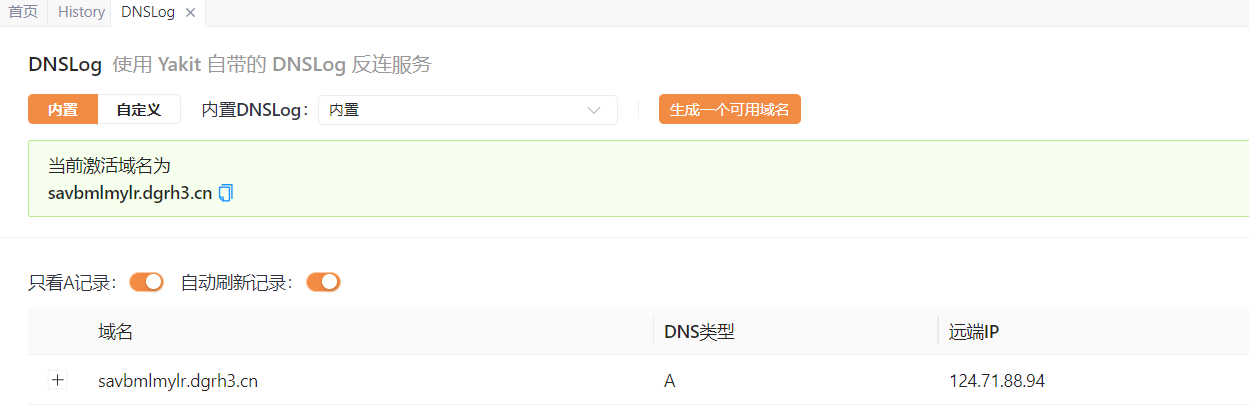 首页 History DNSLog
DNSLog 使用 Yakit 自带的 DNSLog 反连服务
内置 自定义 内置DNSLog: 内置 生成一个可用域名
当前激活域名为
savbmlmylr.dgrh3.cn
只看A记录: 自动刷新记录:
域名 DNS类型 远端IP
savbmlmylr.dgrh3.cn A 124.71.88.94